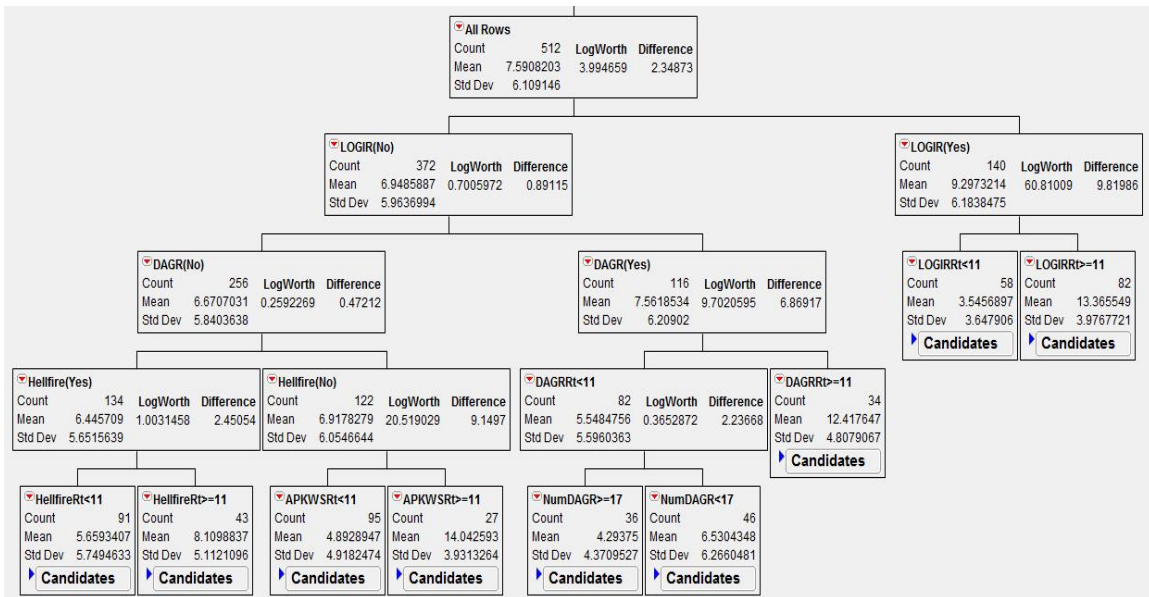 All Rows
Count 512 LogWorth Difference
Mean 7.5908203 3.994659 2.34873
Std Dev 6.109146
LOGIR(No)
Count 372 LogWorth Difference
Mean 6.9485887 0.7005972 0.89115
Std Dev 5.9636994
LOGIR(Yes)
Count 140 LogWorth Difference
Mean 9.2973214 60.81009 9.81986
Std Dev 6.1838475
DAGR(No)
Count 256 LogWorth Difference
Mean 6.6707031 0.2592269 0.47212
Std Dev 5.8403638
DAGR(Yes)
Count 116 LogWorth Difference
Mean 7.5618534 9.7020595 6.86917
Std Dev 6.20902
LOGIRRt<11
Count 58
Mean 3.5456897
Std Dev 3.647906
Candidates
LOGIRRt>=11
Count 82
Mean 13.365549
Std Dev 3.9767721
Candidates
Hellfire(Yes)
Count 134 LogWorth Difference
Mean 6.445709 1.0031458 2.45054
Std Dev 5.6515639
Hellfire(No)
Count 122 LogWorth Difference
Mean 6.9178279 20.519029 9.1497
Std Dev 6.0546644
DAGRRt<11
Count 82 LogWorth Difference
Mean 5.5484756 0.3652872 2.23668
Std Dev 5.5960363
DAGRRt>=11
Count 34
Mean 12.417647
Std Dev 4.8079067
Candidates
HellfireRt<11
Count 91
Mean 5.6593407
Std Dev 5.7494633
Candidates
HellfireRt>=11
Count 43
Mean 8.1098837
Std Dev 5.1121096
Candidates
APKWSRt<11
Count 95
Mean 4.8928947
Std Dev 4.9182474
Candidates
APKWSRt>=11
Count 27
Mean 14.042593
Std Dev 3.9313264
Candidates
NumDAGR>=17
Count 36
Mean 4.29375
Std Dev 4.3709527
Candidates
NumDAGR<17
Count 46
Mean 6.5304348
Std Dev 6.2660481
Candidates